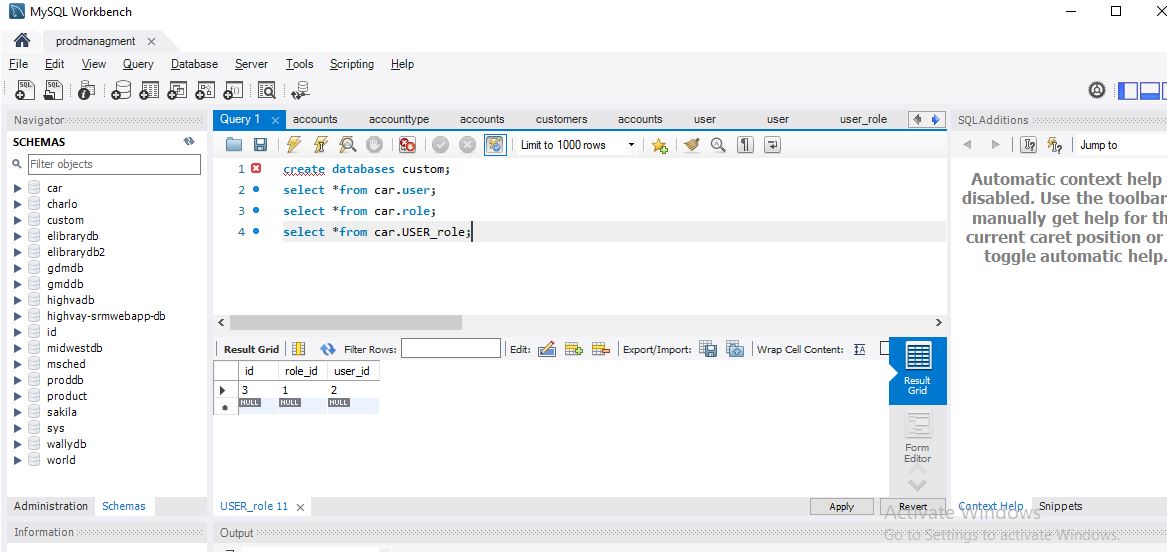 MySQL Workbench
prodmanagment
File Edit View Query Database Server Tools Scripting Help
Navigator
SCHEMAS
Filter objects
car
charlo
custom
elibrarydb
elibrarydb2
gdmdb
gmddb
highvadb
highvay-srmwebapp-db
id
midwestdb
msched
proddb
product
sakila
sys
wallydb
world
Administration Schemas
Information
Query 1 accounts accounttype accounts customers accounts user user user_role
Limit to 1000 rows
1 create databases custom;
2 select *from car.user;
3 select *from car.role;
4 select *from car.USER_role;
Result Grid Filter Rows: Edit: Export/Import: Wrap Cell Content:
id role_id user_id
3 1 2
NULL NULL NULL
Result
Grid
Form
Editor
USER_role 11 Apply Revert
Output
SQLAdditions
Jump to
Automatic context help
disabled. Use the toolbar
manually get help for th
current caret position or
toggle automatic help.
Context Help Snippets
Activate Windows
Go to Settings to activate Windows.